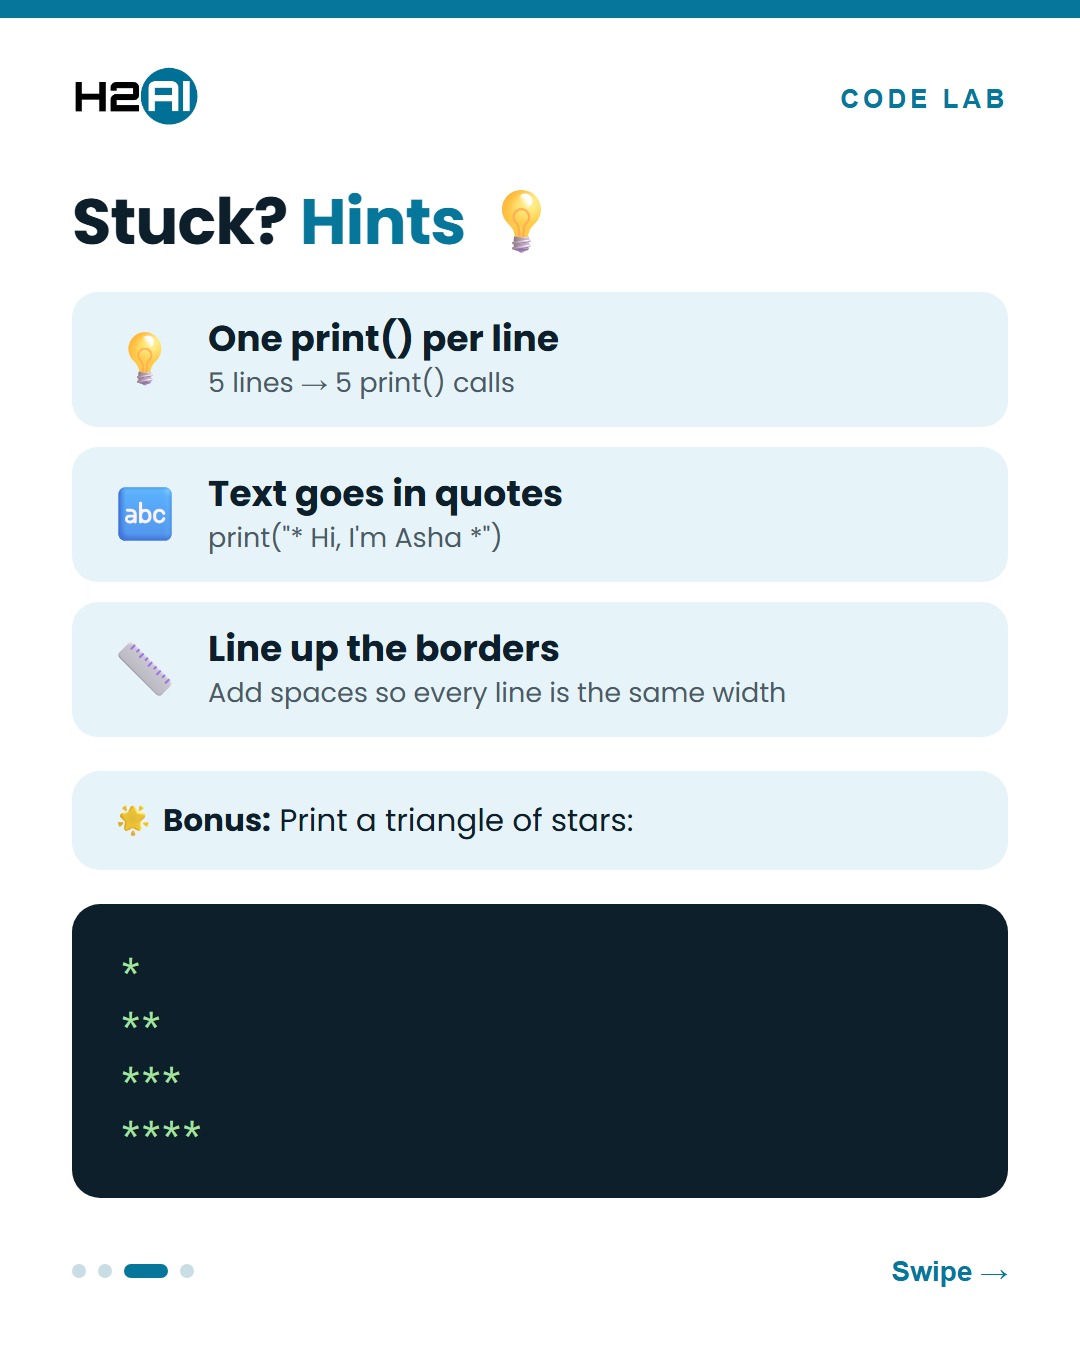 H2AI
CODE LAB
Stuck? Hints 💡
One print() per line
5 lines → 5 print() calls
abc
Text goes in quotes
print("* Hi, I'm Asha *")
Line up the borders
Add spaces so every line is the same width
🌟 Bonus: Print a triangle of stars:
*
**
***
****
Swipe →